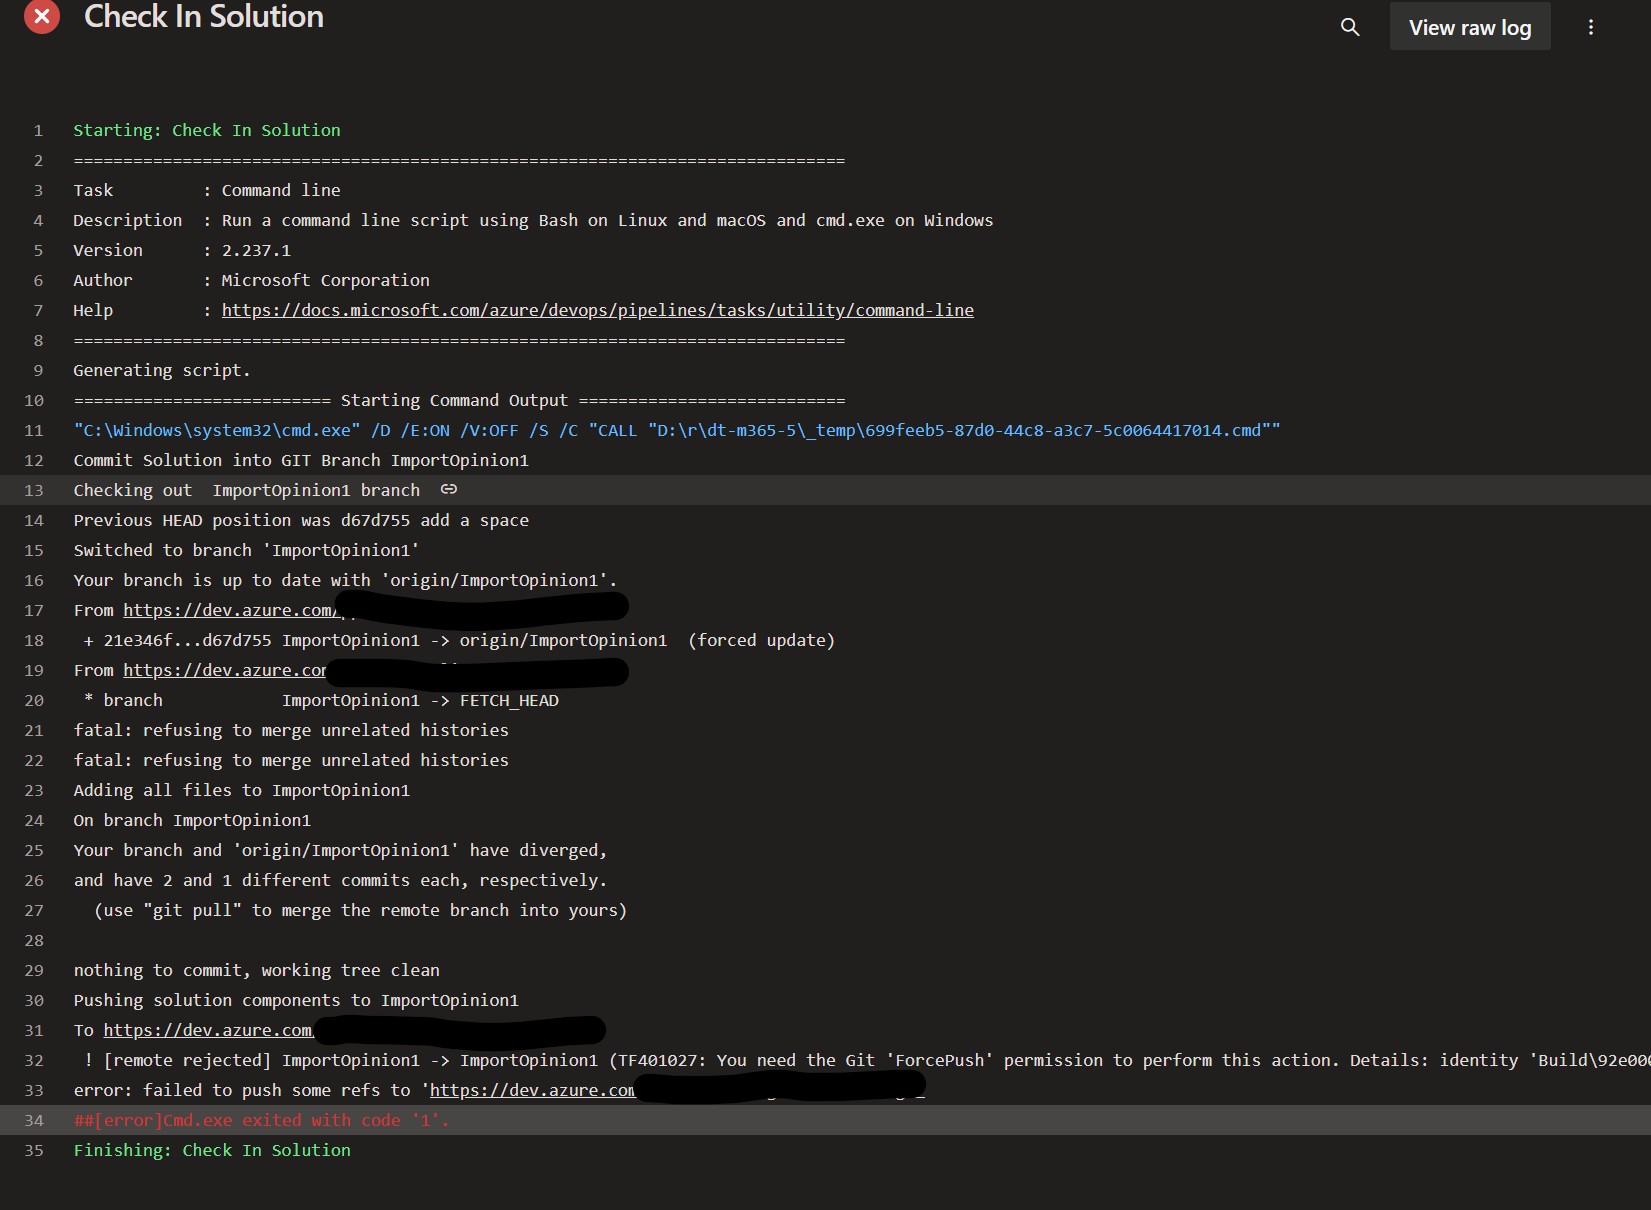 Check In Solution
View raw log
1 Starting: Check In Solution
2 ==============================================================================
3 Task         : Command line
4 Description  : Run a command line script using Bash on Linux and macOS and cmd.exe on Windows
5 Version      : 2.237.1
6 Author       : Microsoft Corporation
7 Help         : https://docs.microsoft.com/azure/devops/pipelines/tasks/utility/command-line
8 ==============================================================================
9 Generating script.
10 ========================== Starting Command Output ===========================
11 "C:\Windows\system32\cmd.exe" /D /E:ON /V:OFF /S /C "CALL "D:\r\dt-m365-5\_temp\699feeb5-87d0-44c8-a3c7-5c0064417014.cmd""
12 Commit Solution into GIT Branch ImportOpinion1
13 Checking out  ImportOpinion1 branch
14 Previous HEAD position was d67d755 add a space
15 Switched to branch 'ImportOpinion1'
16 Your branch is up to date with 'origin/ImportOpinion1'.
17 From https://dev.azure.com/
18  + 21e346f...d67d755 ImportOpinion1 -> origin/ImportOpinion1  (forced update)
19 From https://dev.azure.com
20  * branch            ImportOpinion1 -> FETCH_HEAD
21 fatal: refusing to merge unrelated histories
22 fatal: refusing to merge unrelated histories
23 Adding all files to ImportOpinion1
24 On branch ImportOpinion1
25 Your branch and 'origin/ImportOpinion1' have diverged,
26 and have 2 and 1 different commits each, respectively.
27   (use "git pull" to merge the remote branch into yours)
28
29 nothing to commit, working tree clean
30 Pushing solution components to ImportOpinion1
31 To https://dev.azure.com/
32  ! [remote rejected] ImportOpinion1 -> ImportOpinion1 (TF401027: You need the Git 'ForcePush' permission to perform this action. Details: identity 'Build\92e000
33 error: failed to push some refs to 'https://dev.azure.com
34 ##[error]Cmd.exe exited with code '1'.
35 Finishing: Check In Solution